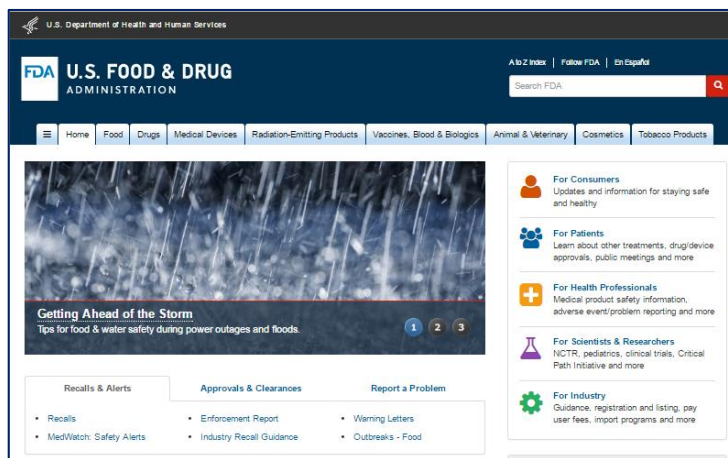 U.S. Department of Health and Human Services
FDA
U.S. FOOD & DRUG
ADMINISTRATION
A to Z Index | Follow FDA | En Español
Search FDA
Home
Food
Drugs
Medical Devices
Radiation-Emitting Products
Vaccines, Blood & Biologics
Animal & Veterinary
Cosmetics
Tobacco Products
Getting Ahead of the Storm
Tips for food & water safety during power outages and floods.
1 2 3
For Consumers
Updates and information for staying safe
and healthy
For Patients
Learn about other treatments, drug/device
approvals, public meetings and more
For Health Professionals
Medical product safety information,
adverse event/problem reporting and more
For Scientists & Researchers
NCTR, pediatrics, clinical trials, Critical
Path Initiative and more
For Industry
Guidance, registration and listing, pay
user fees, import programs and more
Recalls & Alerts
Approvals & Clearances
Report a Problem
• Recalls
• MedWatch: Safety Alerts
• Enforcement Report
• Industry Recall Guidance
• Warning Letters
• Outbreaks - Food